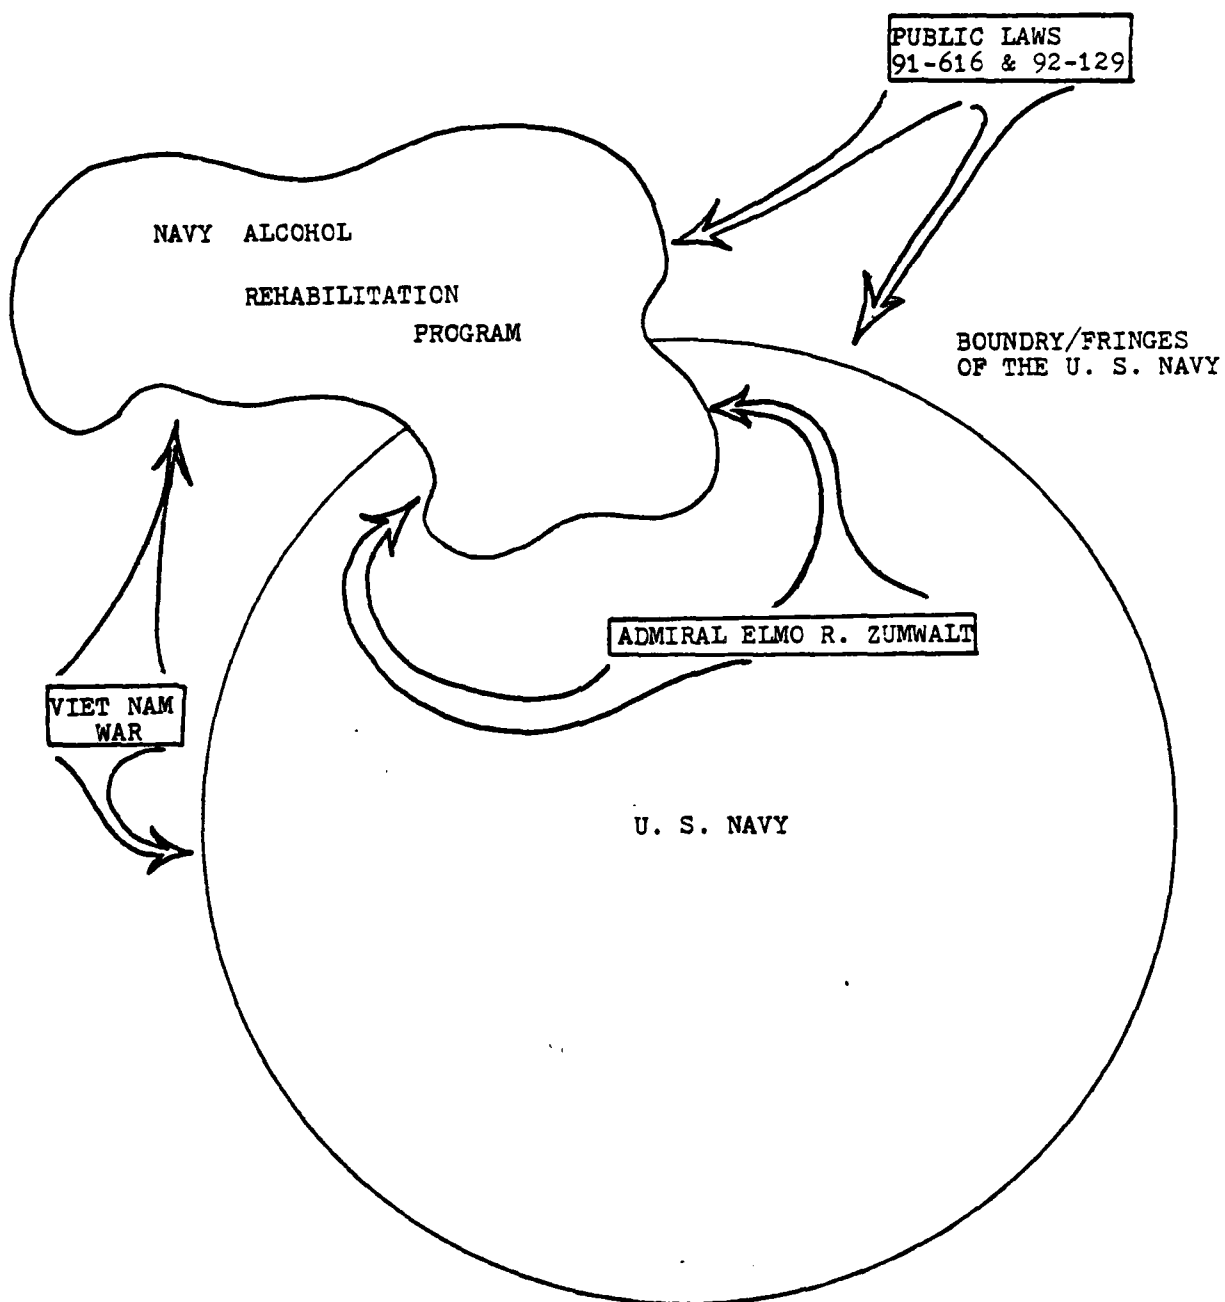 PUBLIC LAWS
91-616 & 92-129
NAVY ALCOHOL
REHABILITATION
PROGRAM
BOUNDRY/FRINGES
OF THE U. S. NAVY
ADMIRAL ELMO R. ZUMWALT
VIET NAM
WAR
U. S. NAVY